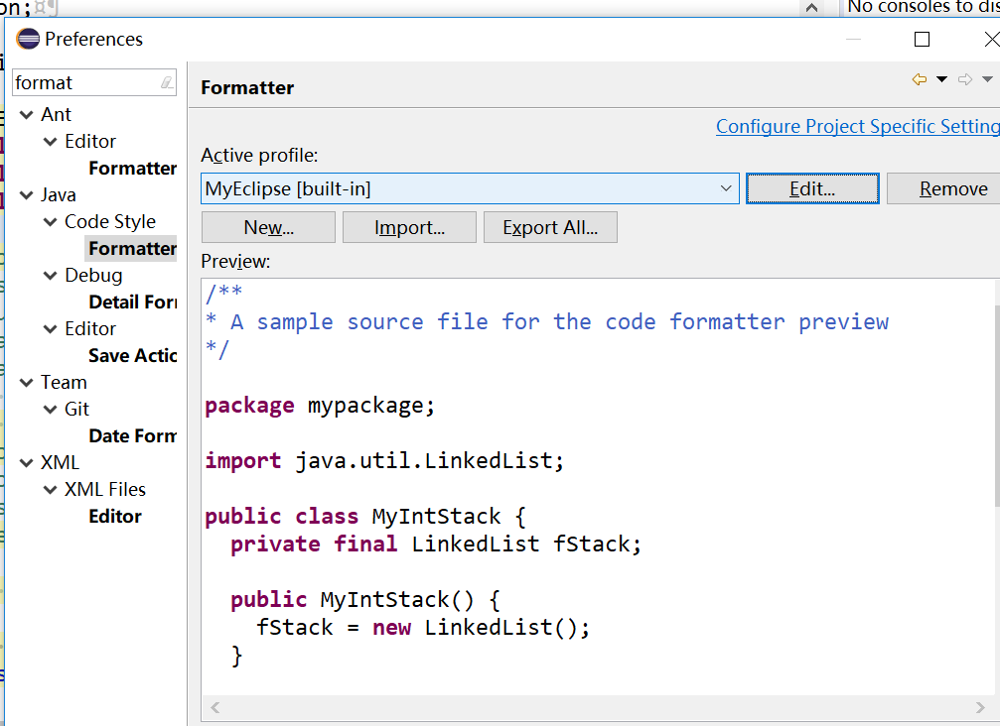 on;
No consoles to dis
Preferences
format
Formatter
Configure Project Specific Setting
Ant
Editor
Formatter
Java
Code Style
Formatter
Debug
Detail For
Editor
Save Actio
Team
Git
Date Form
XML
XML Files
Editor
Active profile:
MyEclipse [built-in]
Edit...
Remove
New...
Import...
Export All...
Preview:
/**
* A sample source file for the code formatter preview
*/
package mypackage;
import java.util.LinkedList;
public class MyIntStack {
private final LinkedList fStack;
public MyIntStack() {
fStack = new LinkedList();
}